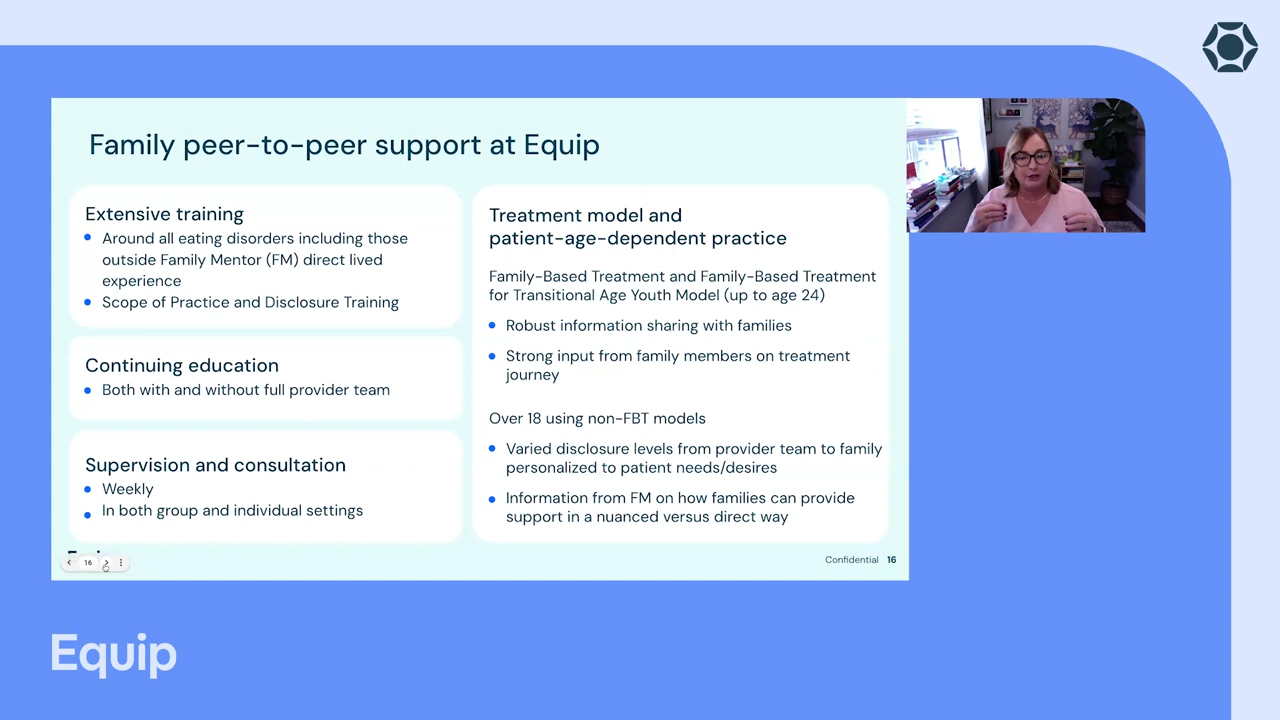 Family peer-to-peer support at Equip
Extensive training
Around all eating disorders including those
outside Family Mentor (FM) direct lived
experience
Scope of Practice and Disclosure Training
Continuing education
Both with and without full provider team
Supervision and consultation
Weekly
In both group and individual settings
Treatment model and
patient-age-dependent practice
Family-Based Treatment and Family-Based Treatment
for Transitional Age Youth Model (up to age 24)
Robust information sharing with families
Strong input from family members on treatment
journey
Over 18 using non-FBT models
Varied disclosure levels from provider team to family
personalized to patient needs/desires
Information from FM on how families can provide
support in a nuanced versus direct way
16
Confidential 16
Equip